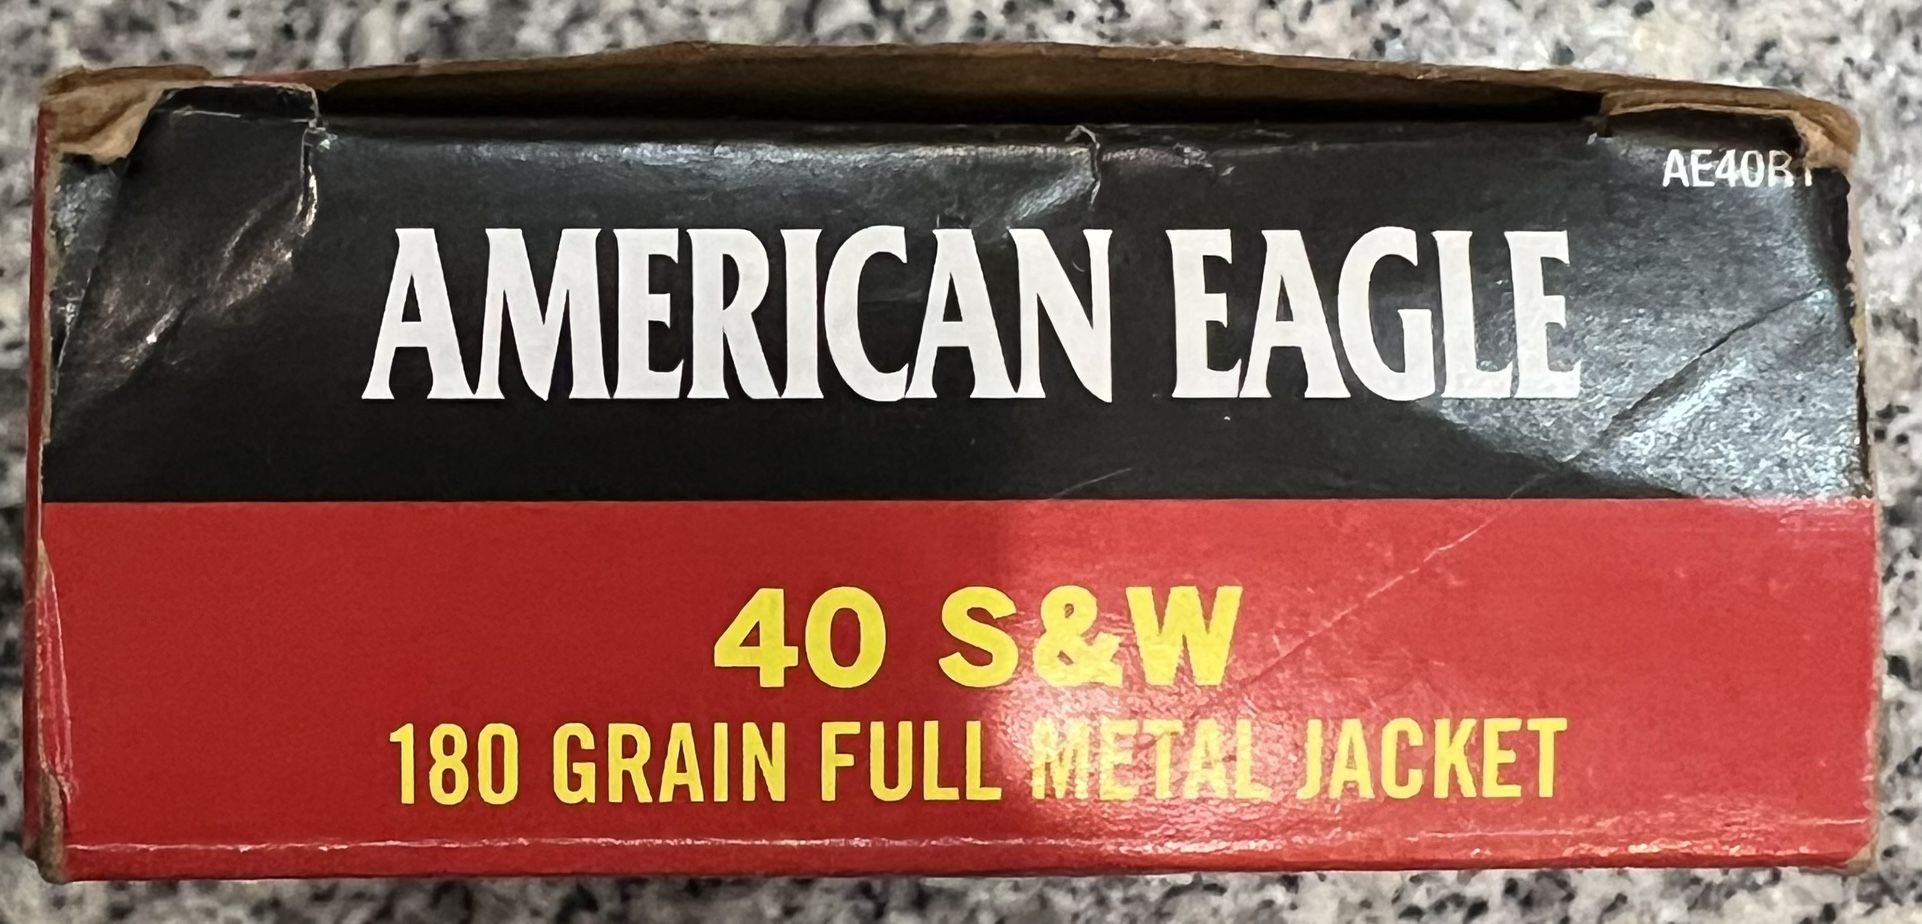 AE40R1
AMERICAN EAGLE
40 S&W
180 GRAIN FULL METAL JACKET